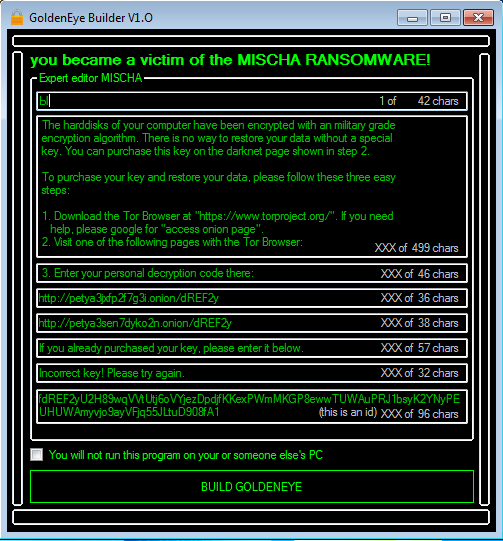 GoldenEye Builder V1.O
you became a victim of the MISCHA RANSOMWARE!
Expert editor MISCHA
ы 1 of 42 chars
The harddisks of your computer have been encrypted with an military grade
encryption algorithm. There is no way to restore your data without a special
key. You can purchase this key on the darknet page shown in step 2.
To purchase your key and restore your data, please follow these three easy
steps:
1. Download the Tor Browser at "https://www.torproject.org/". If you need
help, please google for "access onion page".
2. Visit one of the following pages with the Tor Browser:
XXX of 499 chars
3. Enter your personal decryption code there: XXX of 46 chars
http://petya3jxfp2f7g3i.onion/dREF2y XXX of 36 chars
http://petya3sen7dyko2n.onion/dREF2y XXX of 38 chars
If you already purchased your key, please enter it below. XXX of 57 chars
Incorrect key! Please try again. XXX of 32 chars
fdREF2yU2H89wqVVtUtj6oVYjezDpdjfKKexPWmMKGP8ewwTUWAuPRJ1bsyK2YNyPE
UHUWAmyvjo9ayVFjq55JLtuD908fA1 (this is an id) XXX of 96 chars
You will not run this program on your or someone else's PC
BUILD GOLDENEYE